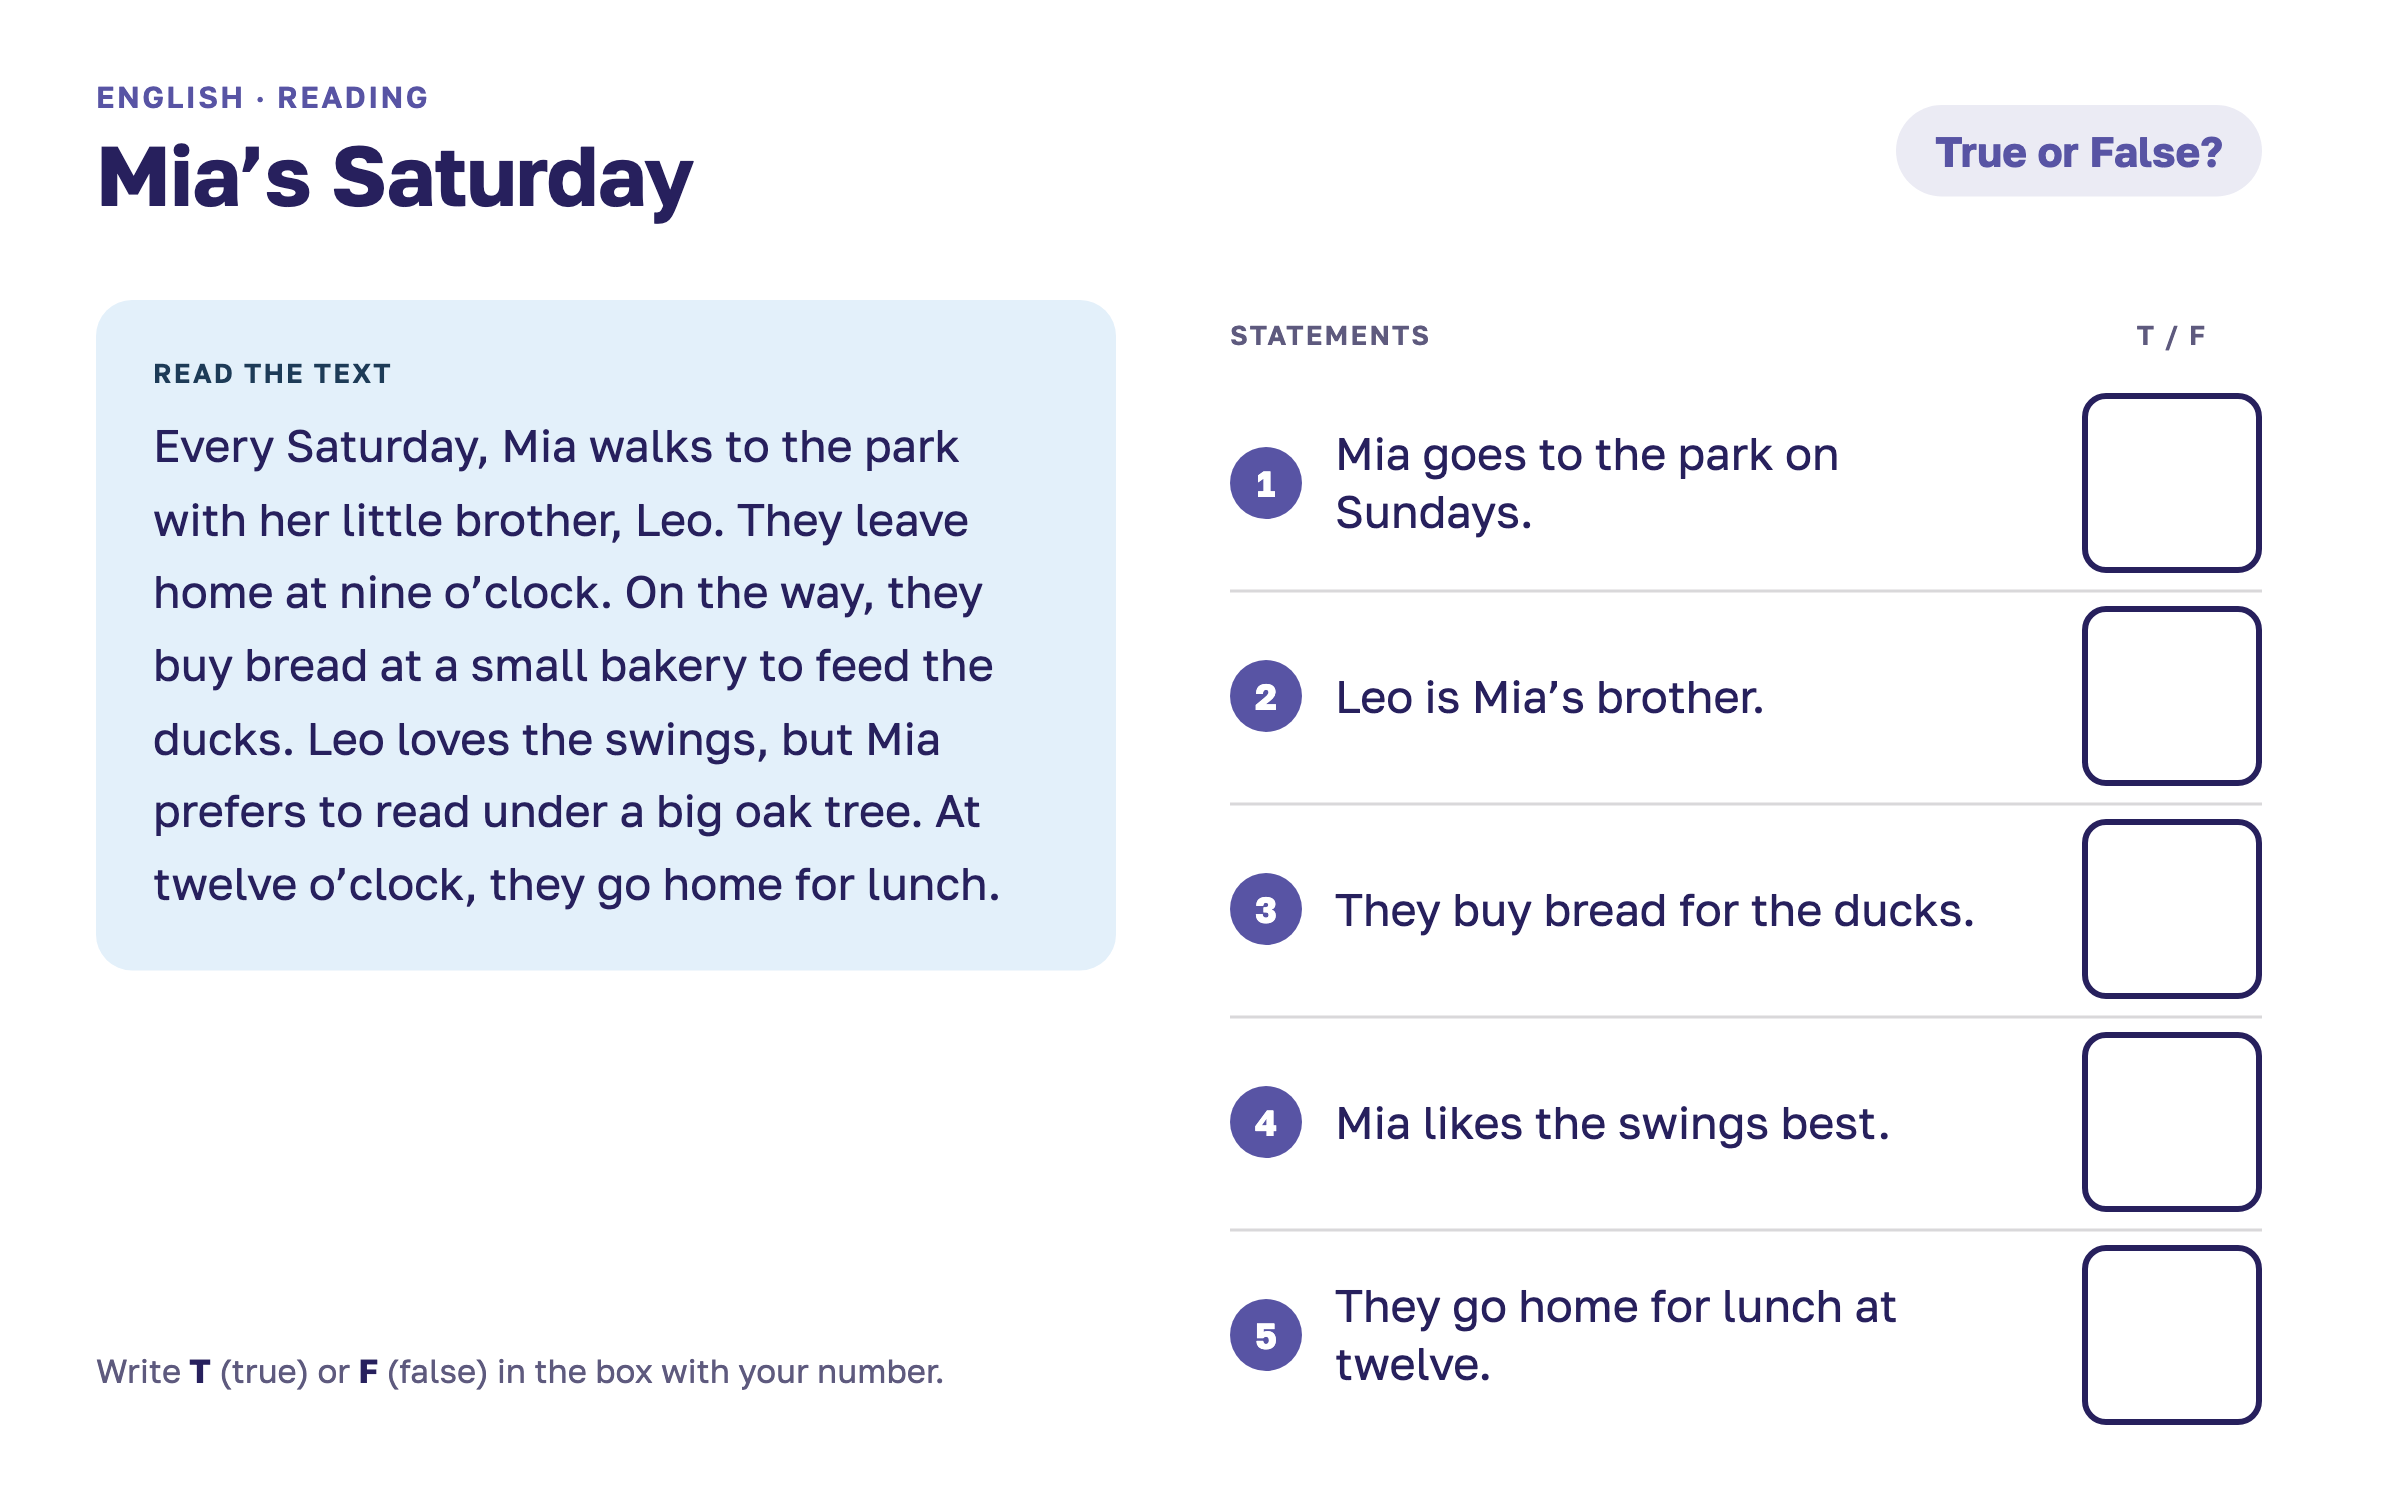 ENGLISH · READING
Mia’s Saturday
True or False?
READ THE TEXT
Every Saturday, Mia walks to the park
with her little brother, Leo. They leave
home at nine o’clock. On the way, they
buy bread at a small bakery to feed the
ducks. Leo loves the swings, but Mia
prefers to read under a big oak tree. At
twelve o’clock, they go home for lunch.
Write T (true) or F (false) in the box with your number.
STATEMENTS
T / F
1
Mia goes to the park on
Sundays.
2
Leo is Mia’s brother.
3
They buy bread for the ducks.
4
Mia likes the swings best.
5
They go home for lunch at
twelve.